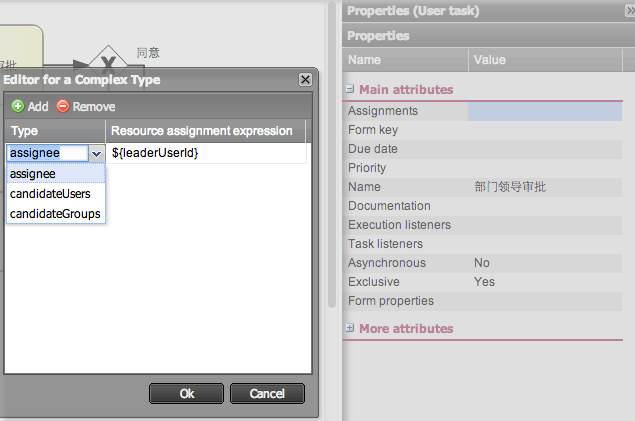 审批
同意
X
Editor for a Complex Type
Add Remove
Type Resource assignment expression
assignee ${leaderUserId}
assignee
candidateUsers
candidateGroups
Ok Cancel
Properties (User task)
Properties
Name Value
Main attributes
Assignments
Form key
Due date
Priority
Name 部门领导审批
Documentation
Execution listeners
Task listeners
Asynchronous No
Exclusive Yes
Form properties
More attributes